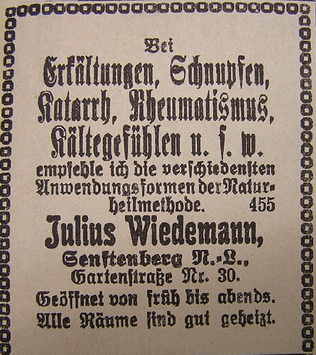 Bei
Erkältungen, Schnupfen,
Katarrh, Rheumatismus,
Kältegefühlen u. s. w.
empfehle ich die verschiedensten
Anwendungsformen der Natur-
heilmethode. 455
Julius Wiedemann,
Senftenberg N.-L.,
Gartenstraße Nr. 30.
Geöffnet von früh bis abends.
Alle Räume sind gut geheizt.